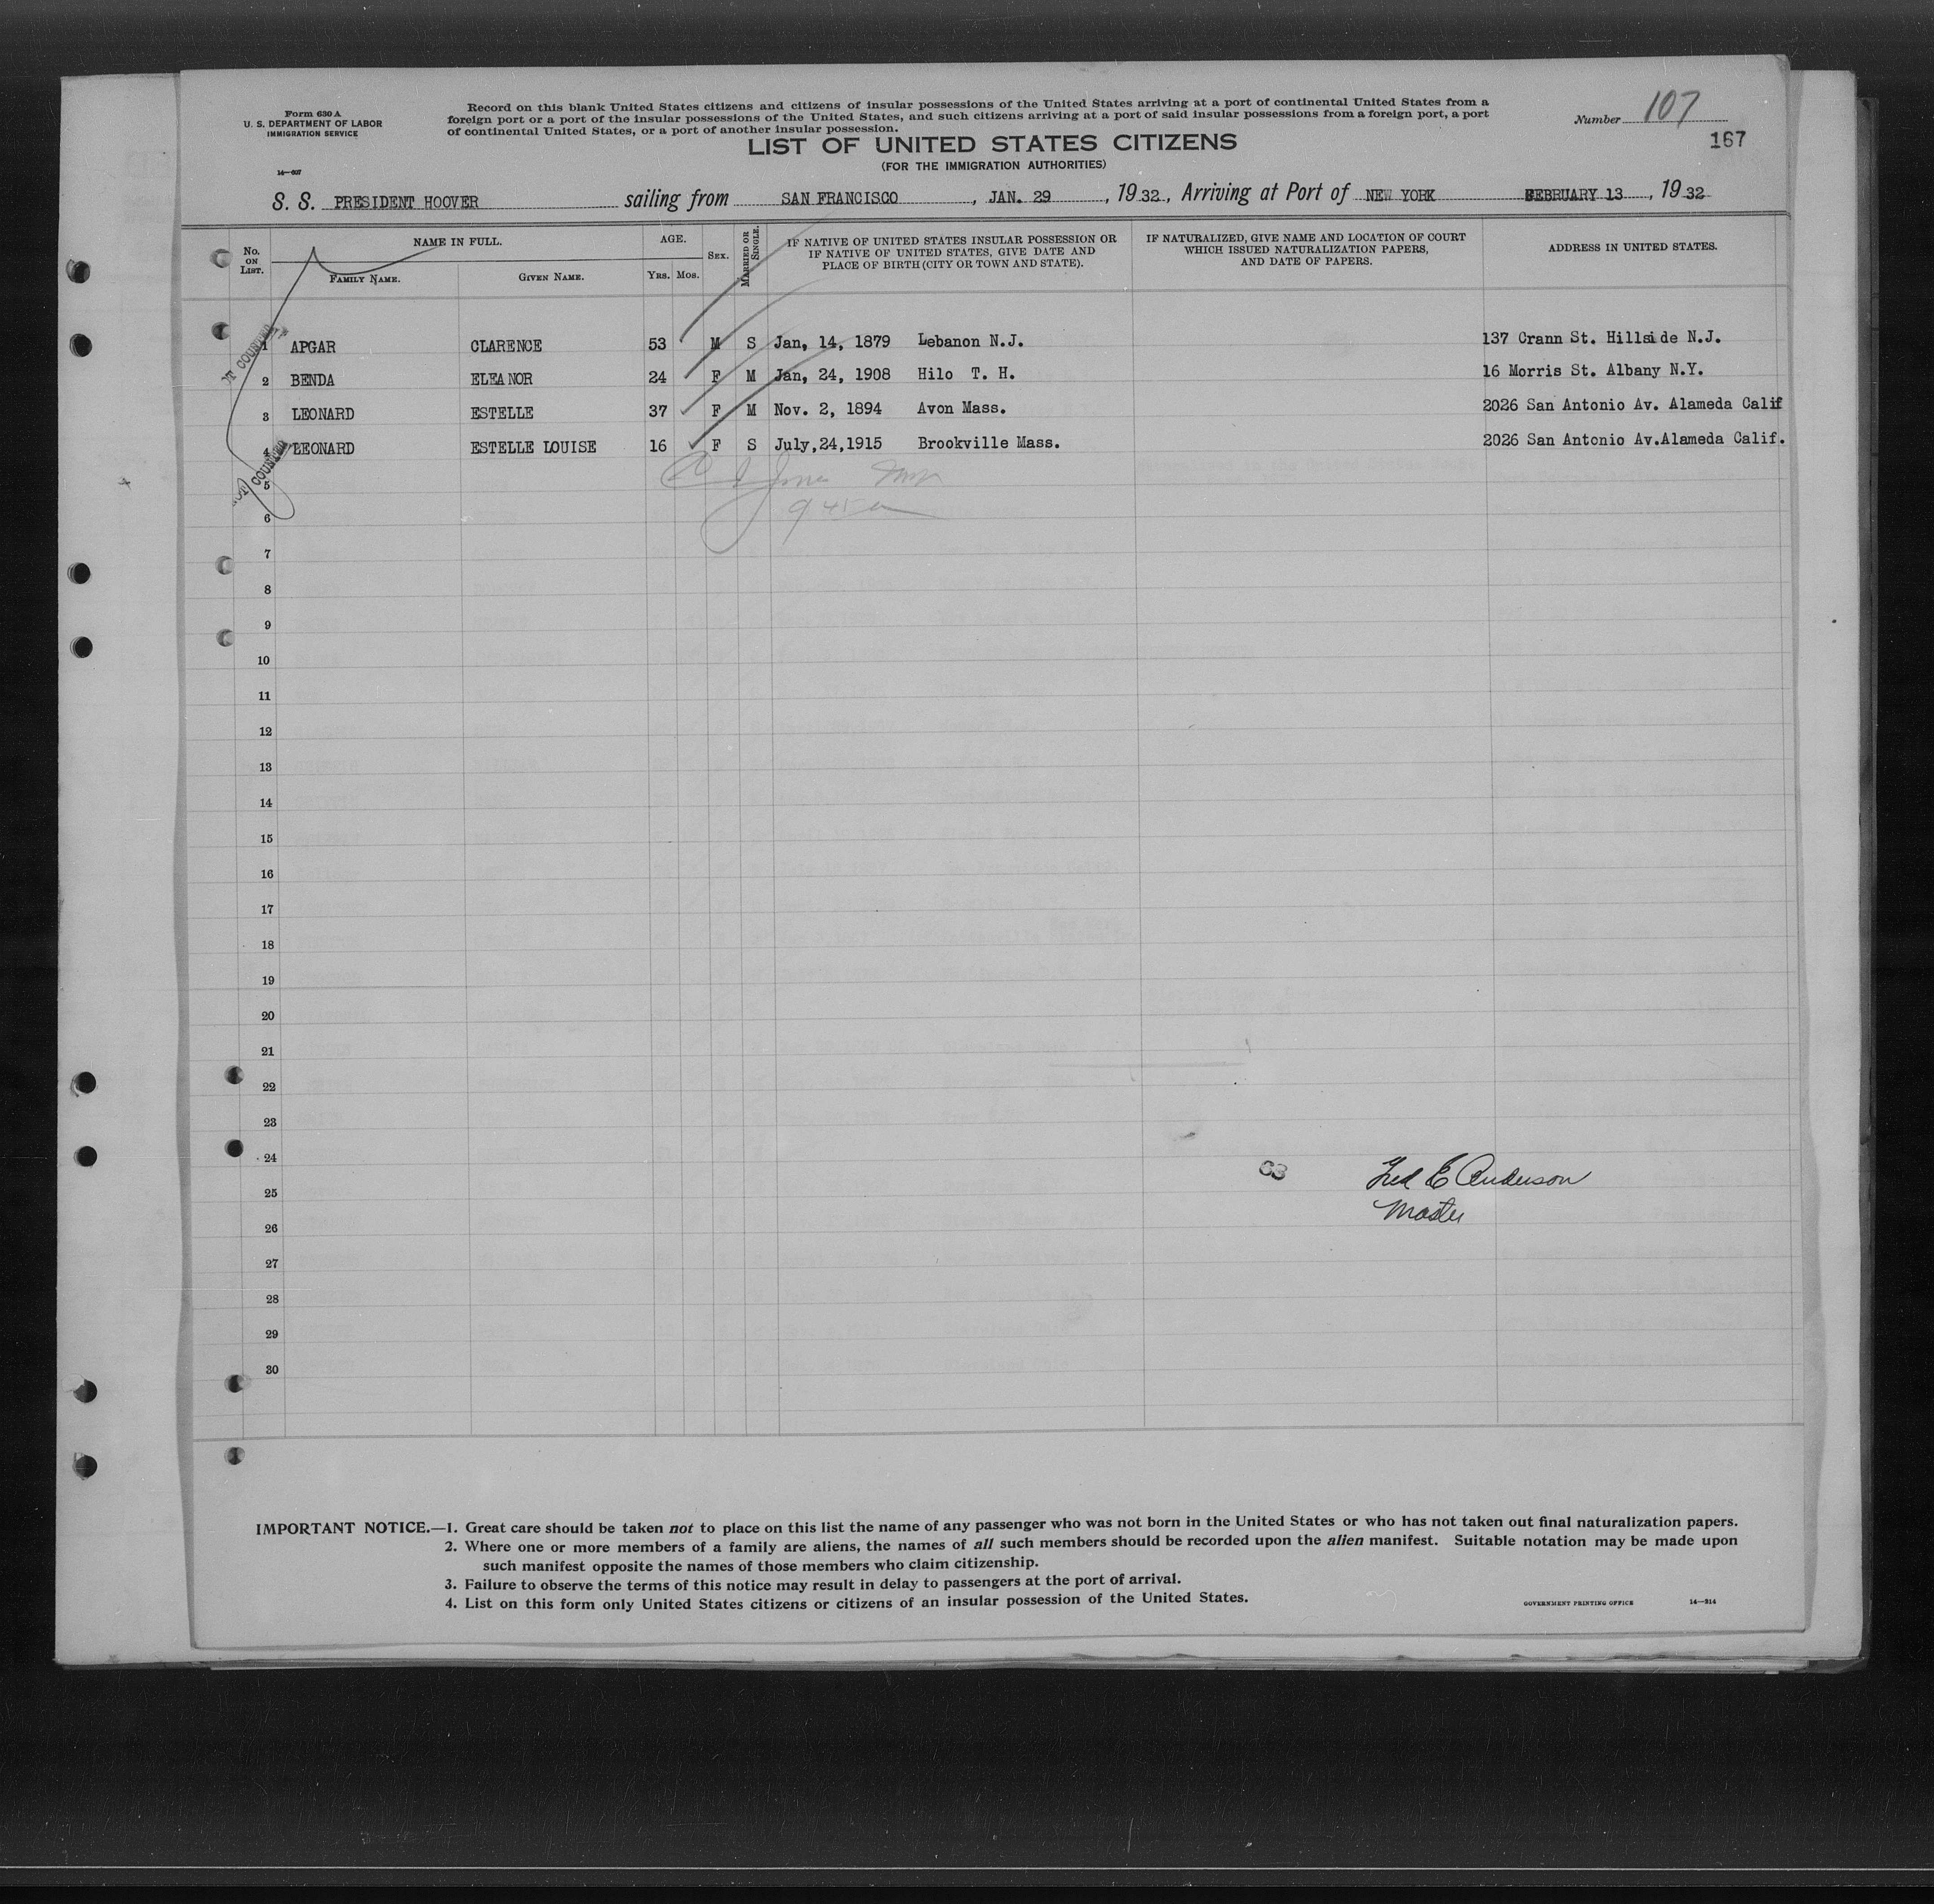 Form 630 A
U. S. DEPARTMENT OF LABOR
IMMIGRATION SERVICE
14—607
Record on this blank United States citizens and citizens of insular possessions of the United States arriving at a port of continental United States from a
foreign port or a port of the insular possessions of the United States, and such citizens arriving at a port of said insular possessions from a foreign port, a port
of continental United States, or a port of another insular possession.
Number 107
167
LIST OF UNITED STATES CITIZENS
(FOR THE IMMIGRATION AUTHORITIES)
S. S. PRESIDENT HOOVER sailing from SAN FRANCISCO , JAN. 29 , 1932, Arriving at Port of NEW YORK FEBRUARY 13 , 1932
No. ON LIST. NAME IN FULL. AGE. SEX. MARRIED OR SINGLE. IF NATIVE OF UNITED STATES INSULAR POSSESSION OR IF NATIVE OF UNITED STATES, GIVE DATE AND PLACE OF BIRTH (CITY OR TOWN AND STATE). IF NATURALIZED, GIVE NAME AND LOCATION OF COURT WHICH ISSUED NATURALIZATION PAPERS, AND DATE OF PAPERS. ADDRESS IN UNITED STATES.
FAMILY NAME. GIVEN NAME. YRS. MOS.
1 APGAR CLARENCE 53 M S Jan, 14, 1879 Lebanon N.J. 137 Crann St. Hillside N.J.
2 BENDA ELEANOR 24 F M Jan, 24, 1908 Hilo T. H. 16 Morris St. Albany N.Y.
3 LEONARD ESTELLE 37 F M Nov. 2, 1894 Avon Mass. 2026 San Antonio Av. Alameda Calif
4 LEONARD ESTELLE LOUISE 16 F S July,24,1915 Brookville Mass. 2026 San Antonio Av.Alameda Calif.
5
6
7
8
9
10
11
12
13
14
15
16
17
18
19
20
21
22
23
24
25
26
27
28
29
30
63
Fred E Anderson
Master
IMPORTANT NOTICE.—1. Great care should be taken not to place on this list the name of any passenger who was not born in the United States or who has not taken out final naturalization papers.
2. Where one or more members of a family are aliens, the names of all such members should be recorded upon the alien manifest. Suitable notation may be made upon
such manifest opposite the names of those members who claim citizenship.
3. Failure to observe the terms of this notice may result in delay to passengers at the port of arrival.
4. List on this form only United States citizens or citizens of an insular possession of the United States.
GOVERNMENT PRINTING OFFICE 14—914